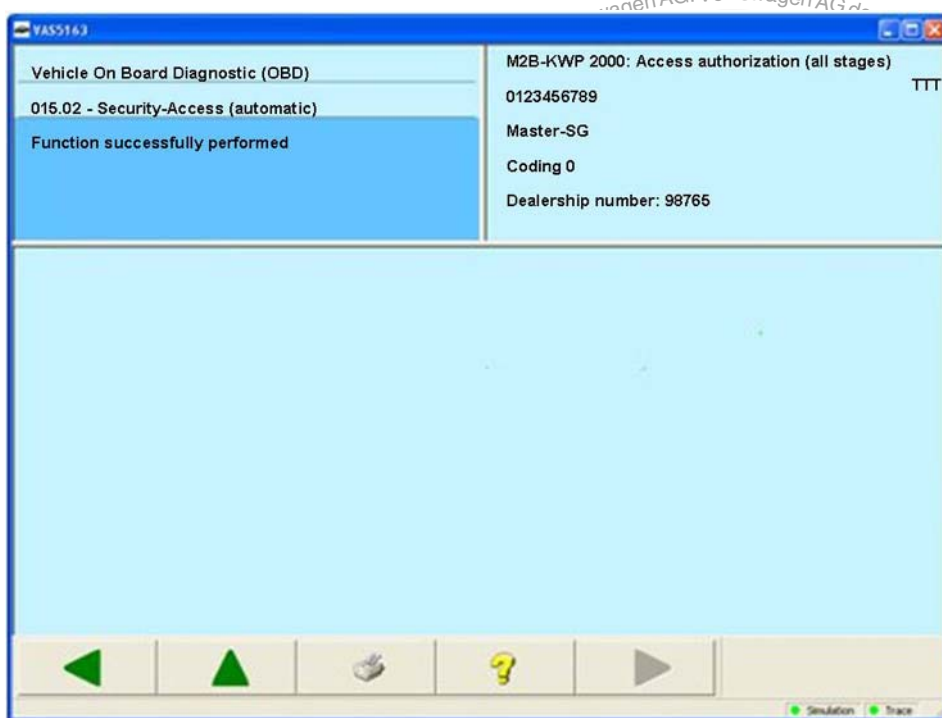 VAS5163
Vehicle On Board Diagnostic (OBD)
015.02 - Security-Access (automatic)
Function successfully performed
M2B-KWP 2000: Access authorization (all stages)
TTT
0123456789
Master-SG
Coding 0
Dealership number: 98765
Simulation
Trace